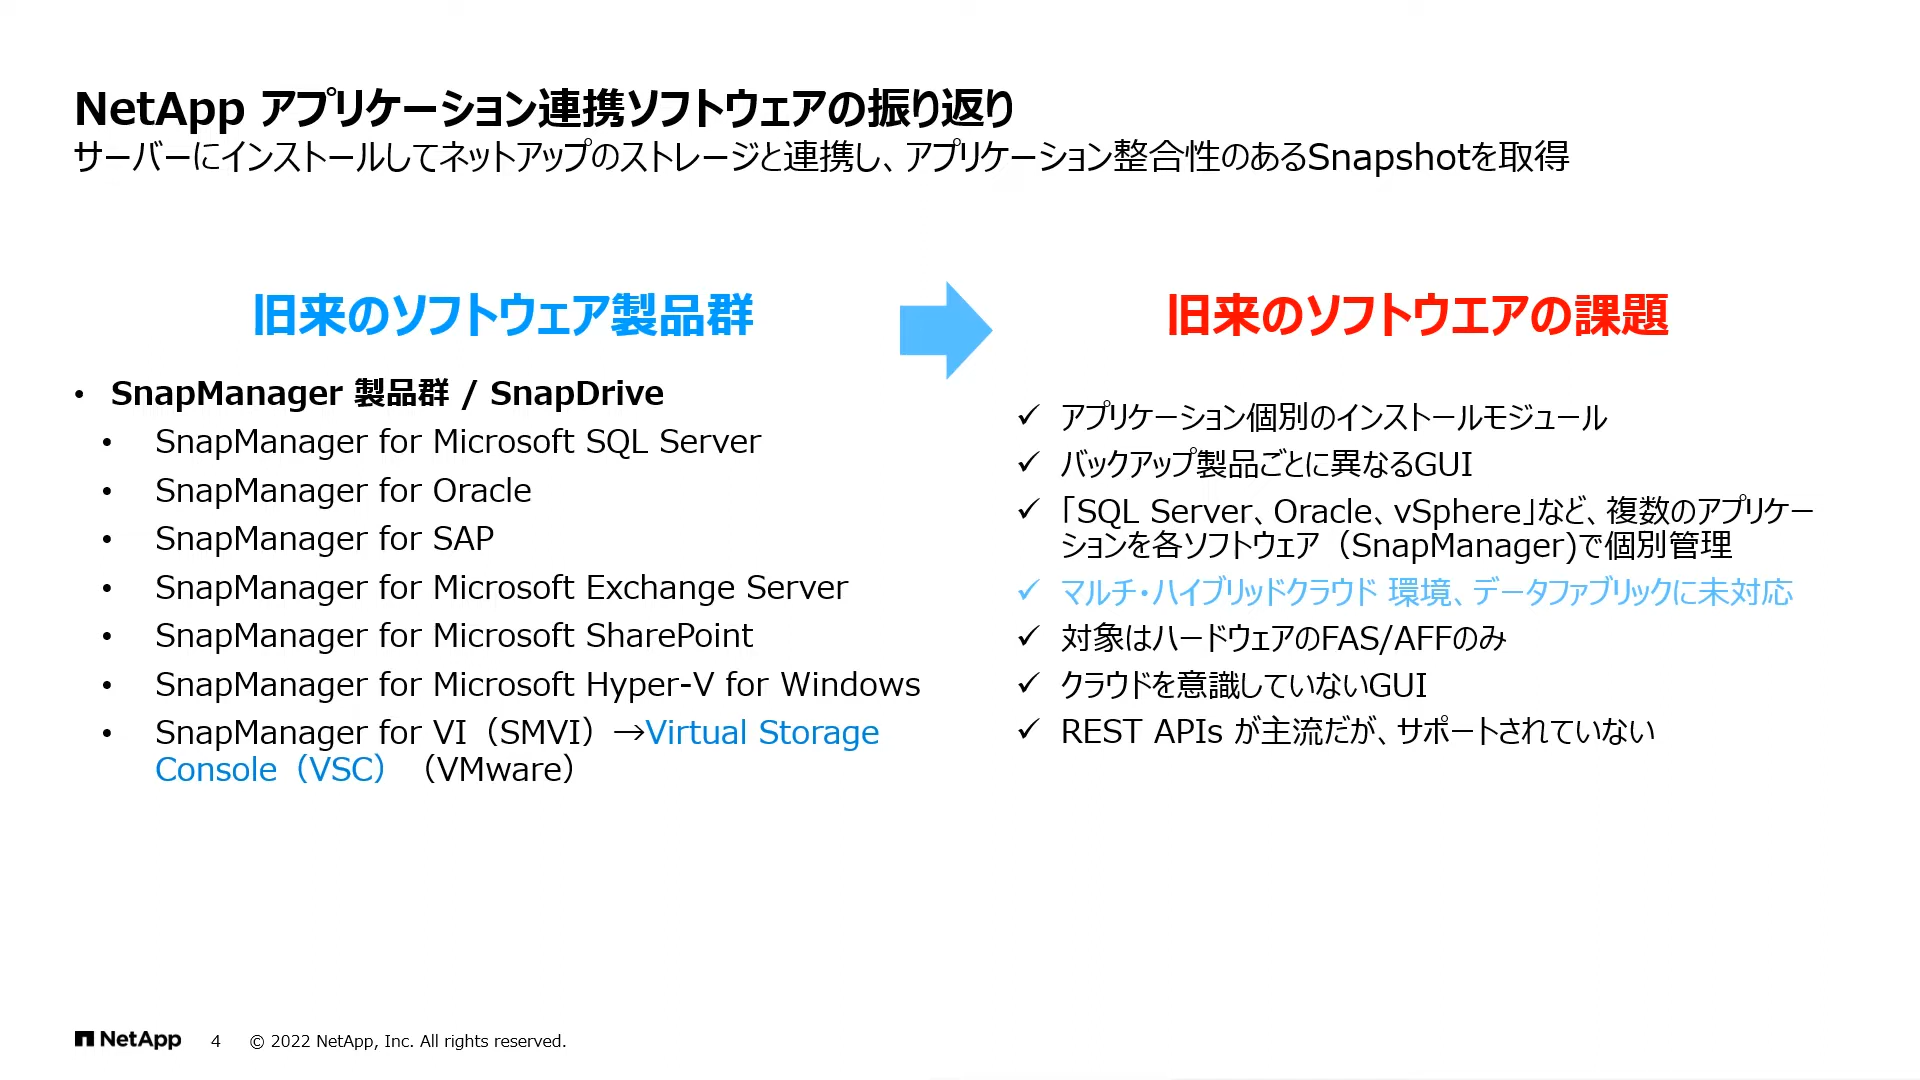 NetApp アプリケーション連携ソフトウェアの振り返り
サーバーにインストールしてネットアップのストレージと連携し、アプリケーション整合性のあるSnapshotを取得
旧来のソフトウェア製品群
• SnapManager 製品群 / SnapDrive
• SnapManager for Microsoft SQL Server
• SnapManager for Oracle
• SnapManager for SAP
• SnapManager for Microsoft Exchange Server
• SnapManager for Microsoft SharePoint
• SnapManager for Microsoft Hyper-V for Windows
• SnapManager for VI（SMVI）→Virtual Storage
Console（VSC）（VMware）
旧来のソフトウエアの課題
✓ アプリケーション個別のインストールモジュール
✓ バックアップ製品ごとに異なるGUI
✓ 「SQL Server、Oracle、vSphere」など、複数のアプリケー
ションを各ソフトウェア（SnapManager)で個別管理
✓ マルチ・ハイブリッドクラウド 環境、データファブリックに未対応
✓ 対象はハードウェアのFAS/AFFのみ
✓ クラウドを意識していないGUI
✓ REST APIs が主流だが、サポートされていない
NetApp 4 © 2022 NetApp, Inc. All rights reserved.